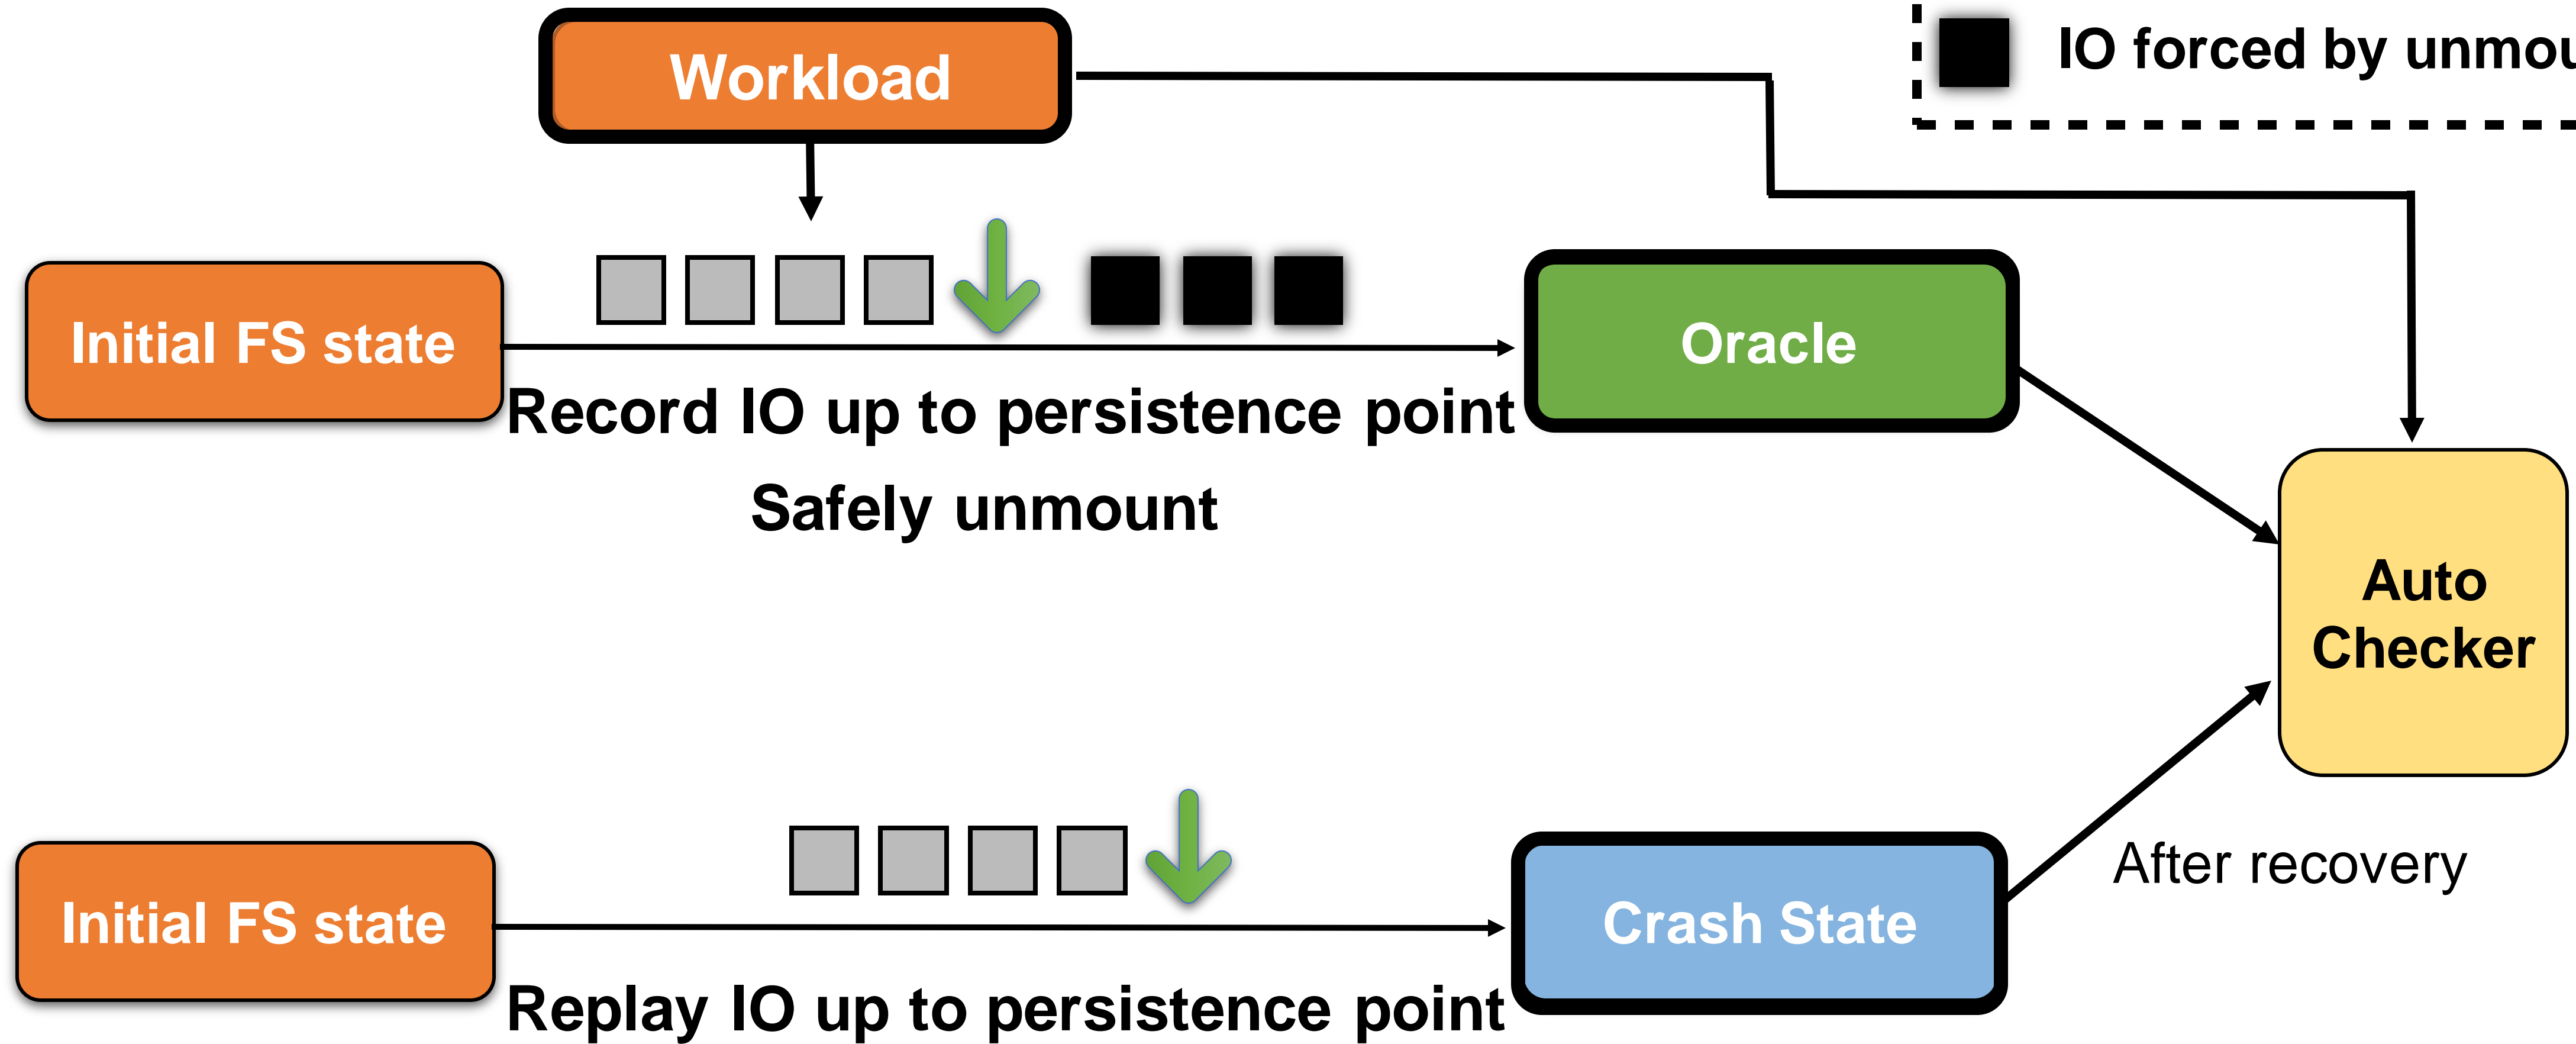 Workload
IO forced by
Initial FS state
Record IO up to persistence point
Safely unmount
Oracle
Auto
Checker
After recovery
Initial FS state
Replay IO up to persistence point
Crash State